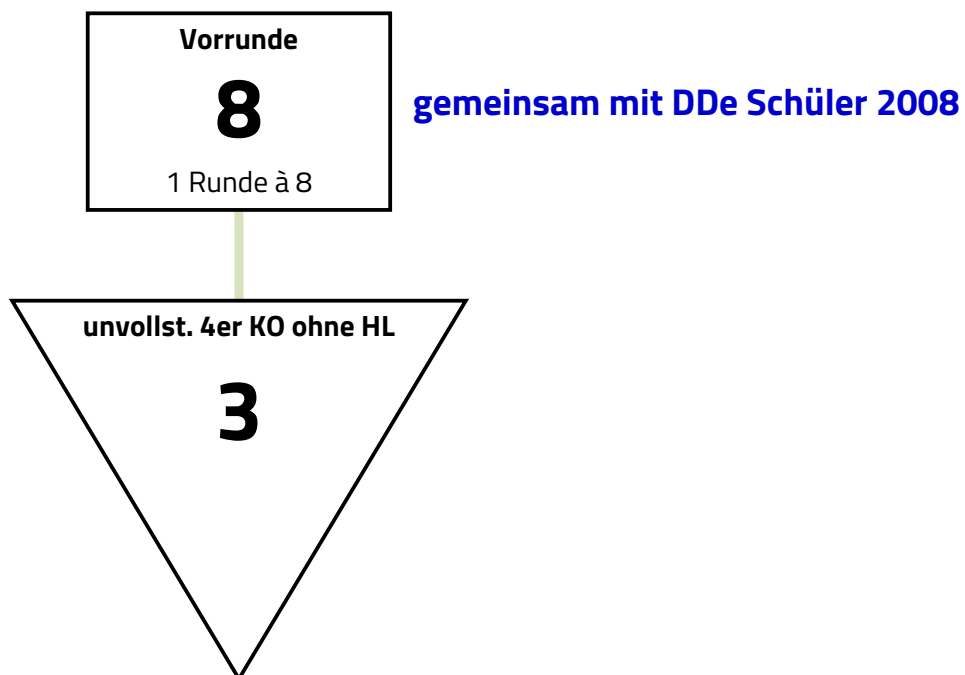 Vorrunde
8
gemeinsam mit DDe Schüler 2008
1 Runde à 8
unvollst. 4er KO ohne HL
3